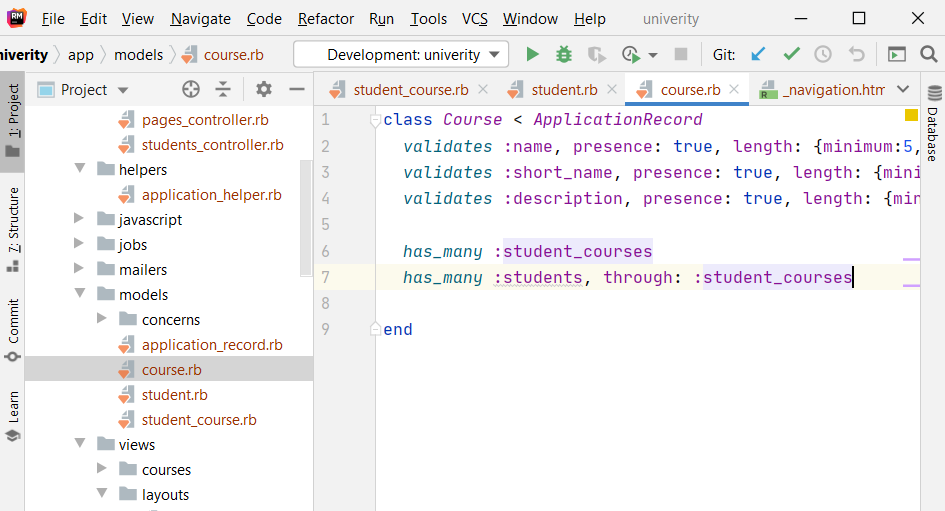 RM File Edit View Navigate Code Refactor Run Tools VCS Window Help univerity
niverity app models course.rb Development: univerity Git:
1: Project
7: Structure
Commit
Learn
Project
pages_controller.rb
students_controller.rb
helpers
application_helper.rb
javascript
jobs
mailers
models
concerns
application_record.rb
course.rb
student.rb
student_course.rb
views
courses
layouts
student_course.rb student.rb course.rb _navigation.htm
1 class Course < ApplicationRecord
2 validates :name, presence: true, length: {minimum:5,
3 validates :short_name, presence: true, length: {mini
4 validates :description, presence: true, length: {min
5
6 has_many :student_courses
7 has_many :students, through: :student_courses
8
9 end
Database